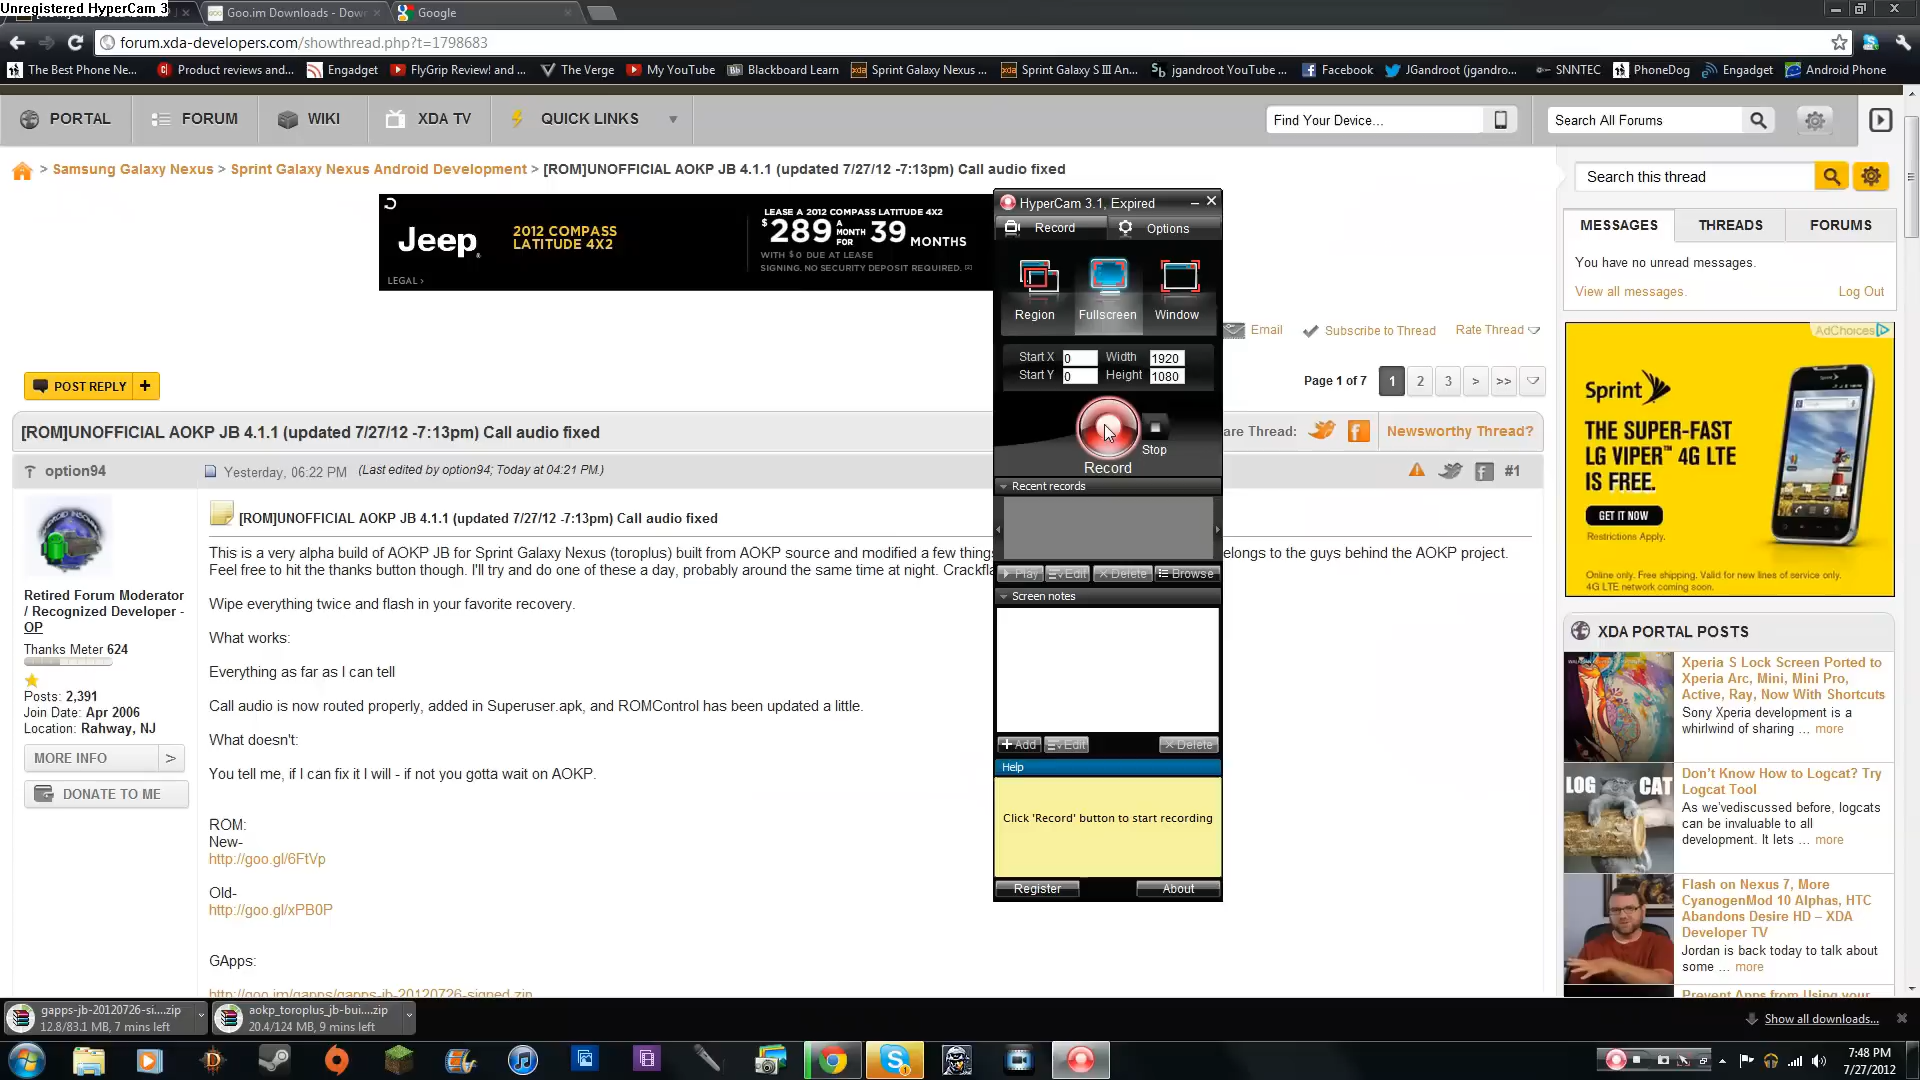 Unregistered HyperCam 3
Goo.im Downloads - Dow
Google
forum.xda-developers.com/showthread.php?t=1798683
The Best Phone Ne...
Product reviews and...
Engadget
FlyGrip Review! and ...
The Verge
My YouTube
Blackboard Learn
Sprint Galaxy Nexus ...
Sprint Galaxy S III An...
jgandroot YouTube ...
Facebook
JGandroot (jgandro...
SNNTEC
PhoneDog
Engadget
Android Phone
PORTAL
FORUM
WIKI
XDA TV
QUICK LINKS
Find Your Device...
Search All Forums
> Samsung Galaxy Nexus > Sprint Galaxy Nexus Android Development > [ROM]UNOFFICIAL AOKP JB 4.1.1 (updated 7/27/12 -7:13pm) Call audio fixed
Search this thread
Jeep
2012 COMPASS
LATITUDE 4X2
LEASE A 2012 COMPASS LATITUDE 4X2
$289 A MONTH FOR 39 MONTHS
WITH $0 DUE AT LEASE
SIGNING. NO SECURITY DEPOSIT REQUIRED.
LEGAL >
HyperCam 3.1, Expired
Record
Options
Region
Fullscreen
Window
Start X 0 Width 1920
Start Y 0 Height 1080
Stop
Record
Recent records
Play
Edit
Delete
Browse
Screen notes
+Add
Edit
Delete
Help
Click 'Record' button to start recording
Register
About
MESSAGES
THREADS
FORUMS
You have no unread messages.
View all messages.
Log Out
Email
Subscribe to Thread
Rate Thread
POST REPLY +
Page 1 of 7
1
2
3
>
>>
[ROM]UNOFFICIAL AOKP JB 4.1.1 (updated 7/27/12 -7:13pm) Call audio fixed
are Thread:
Newsworthy Thread?
option94
Yesterday, 06:22 PM (Last edited by option94; Today at 04:21 PM.)
#1
Retired Forum Moderator
/ Recognized Developer -
OP
Thanks Meter 624
Posts: 2,391
Join Date: Apr 2006
Location: Rahway, NJ
MORE INFO >
DONATE TO ME
[ROM]UNOFFICIAL AOKP JB 4.1.1 (updated 7/27/12 -7:13pm) Call audio fixed
This is a very alpha build of AOKP JB for Sprint Galaxy Nexus (toroplus) built from AOKP source and modified a few things elongs to the guys behind the AOKP project.
Feel free to hit the thanks button though. I'll try and do one of these a day, probably around the same time at night. Crackfla
Wipe everything twice and flash in your favorite recovery.
What works:
Everything as far as I can tell
Call audio is now routed properly, added in Superuser.apk, and ROMControl has been updated a little.
What doesn't:
You tell me, if I can fix it I will - if not you gotta wait on AOKP.
ROM:
New-
http://goo.gl/6FtVp
Old-
http://goo.gl/xPB0P
GApps:
http://goo.im/gapps/gapps-jb-20120726-signed.zip
AdChoices
Sprint
THE SUPER-FAST
LG VIPER™ 4G LTE
IS FREE.
GET IT NOW
Restrictions Apply.
Online only. Free shipping. Valid for new lines of service only.
4G LTE network coming soon.
XDA PORTAL POSTS
Xperia S Lock Screen Ported to
Xperia Arc, Mini, Mini Pro,
Active, Ray, Now With Shortcuts
Sony Xperia development is a
whirlwind of sharing ... more
LOG CAT
Don't Know How to Logcat? Try
Logcat Tool
As we'vediscussed before, logcats
can be invaluable to all
development. It lets ... more
Flash on Nexus 7, More
CyanogenMod 10 Alphas, HTC
Abandons Desire HD – XDA
Developer TV
Jordan is back today to talk about
some ... more
Prevent Apps from Using your
gapps-jb-20120726-si....zip
12.8/83.1 MB, 7 mins left
aokp_toroplus_jb-bui....zip
20.4/124 MB, 9 mins left
Show all downloads...
7:48 PM
7/27/2012